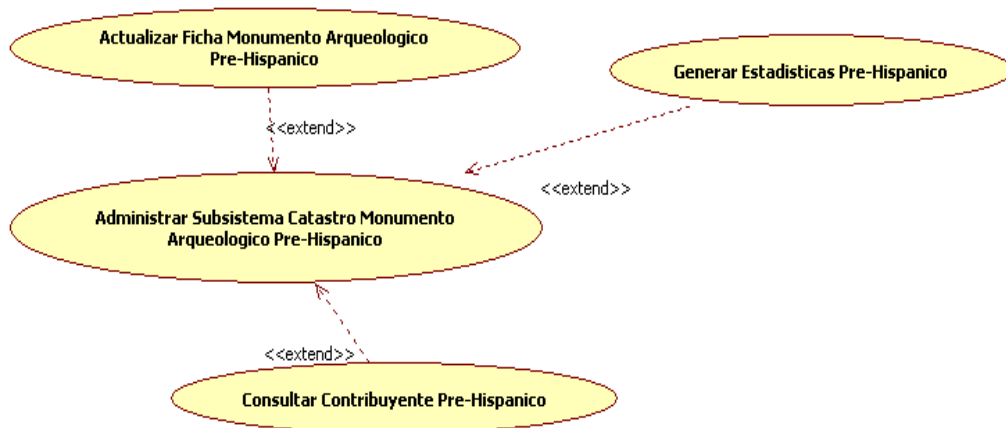 Actualizar Ficha Monumento Arqueologico
Pre-Hispanico
Generar Estadisticas Pre-Hispanico
<<extend>>
<<extend>>
Administrar Subsistema Catastro Monumento
Arqueologico Pre-Hispanico
<<extend>>
Consultar Contribuyente Pre-Hispanico